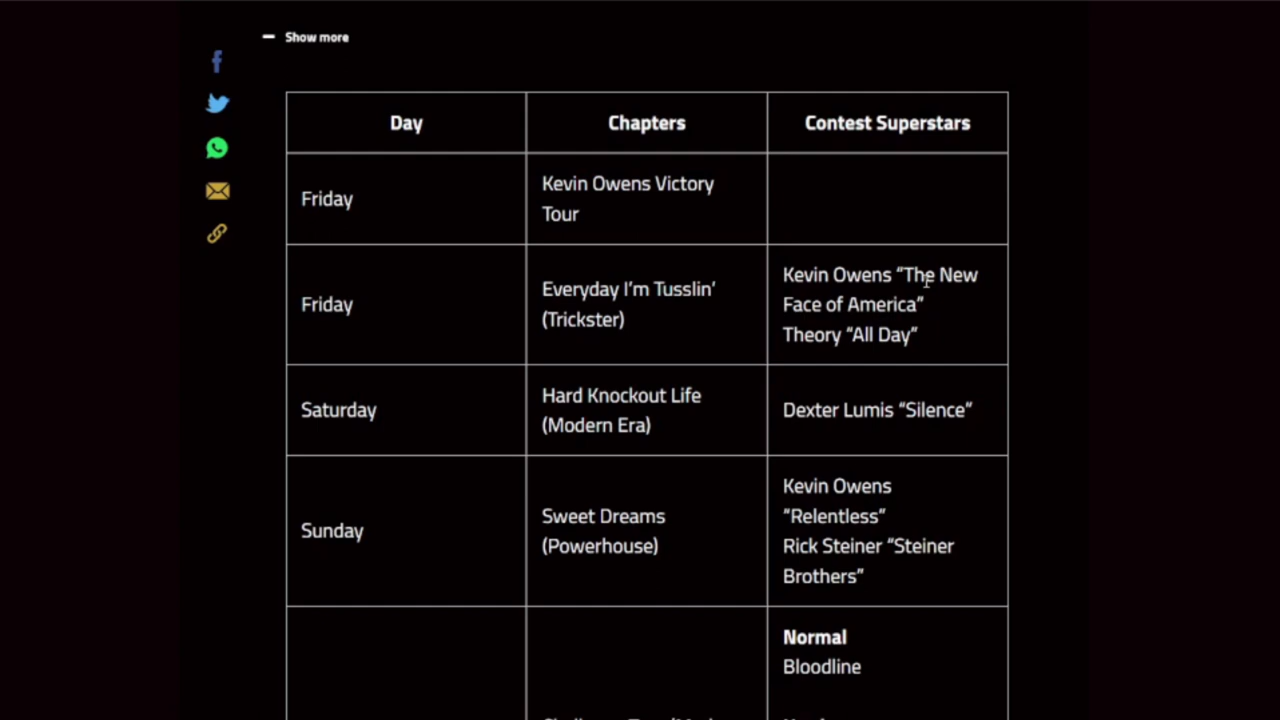 Show more
Day
Chapters
Contest Superstars
Friday
Kevin Owens Victory
Tour
Friday
Everyday I'm Tusslin'
(Trickster)
Kevin Owens “The New
Face of America”
Theory “All Day”
Saturday
Hard Knockout Life
(Modern Era)
Dexter Lumis “Silence”
Sunday
Sweet Dreams
(Powerhouse)
Kevin Owens
“Relentless”
Rick Steiner “Steiner
Brothers”
Normal
Bloodline